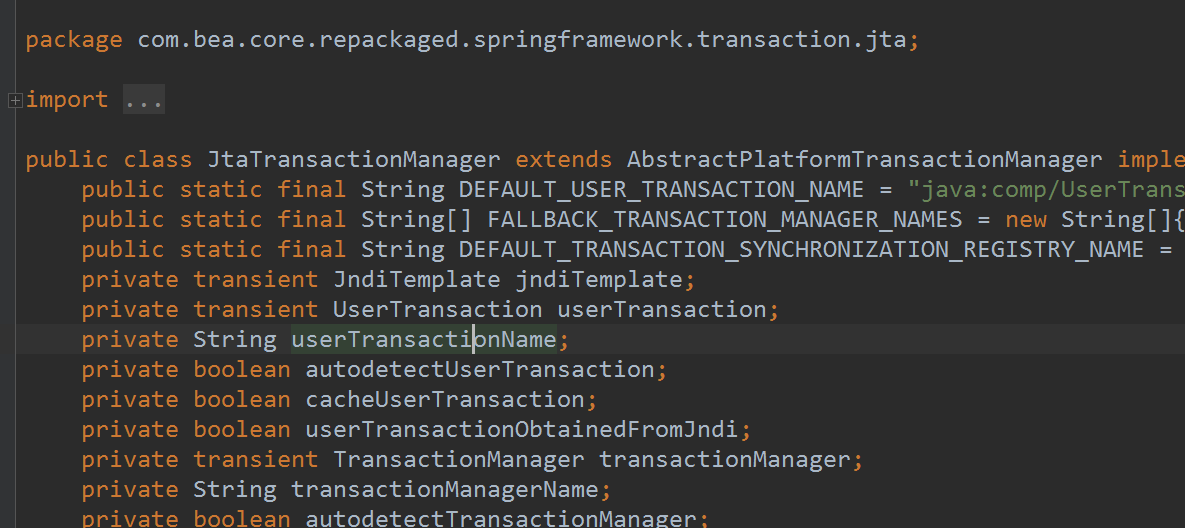 package com.bea.core.repackaged.springframework.transaction.jta;
import ...
public class JtaTransactionManager extends AbstractPlatformTransactionManager imple
public static final String DEFAULT_USER_TRANSACTION_NAME = "java:comp/UserTrans
public static final String[] FALLBACK_TRANSACTION_MANAGER_NAMES = new String[]{
public static final String DEFAULT_TRANSACTION_SYNCHRONIZATION_REGISTRY_NAME =
private transient JndiTemplate jndiTemplate;
private transient UserTransaction userTransaction;
private String userTransactionName;
private boolean autodetectUserTransaction;
private boolean cacheUserTransaction;
private boolean userTransactionObtainedFromJndi;
private transient TransactionManager transactionManager;
private String transactionManagerName;
private boolean autodetectTransactionManager;